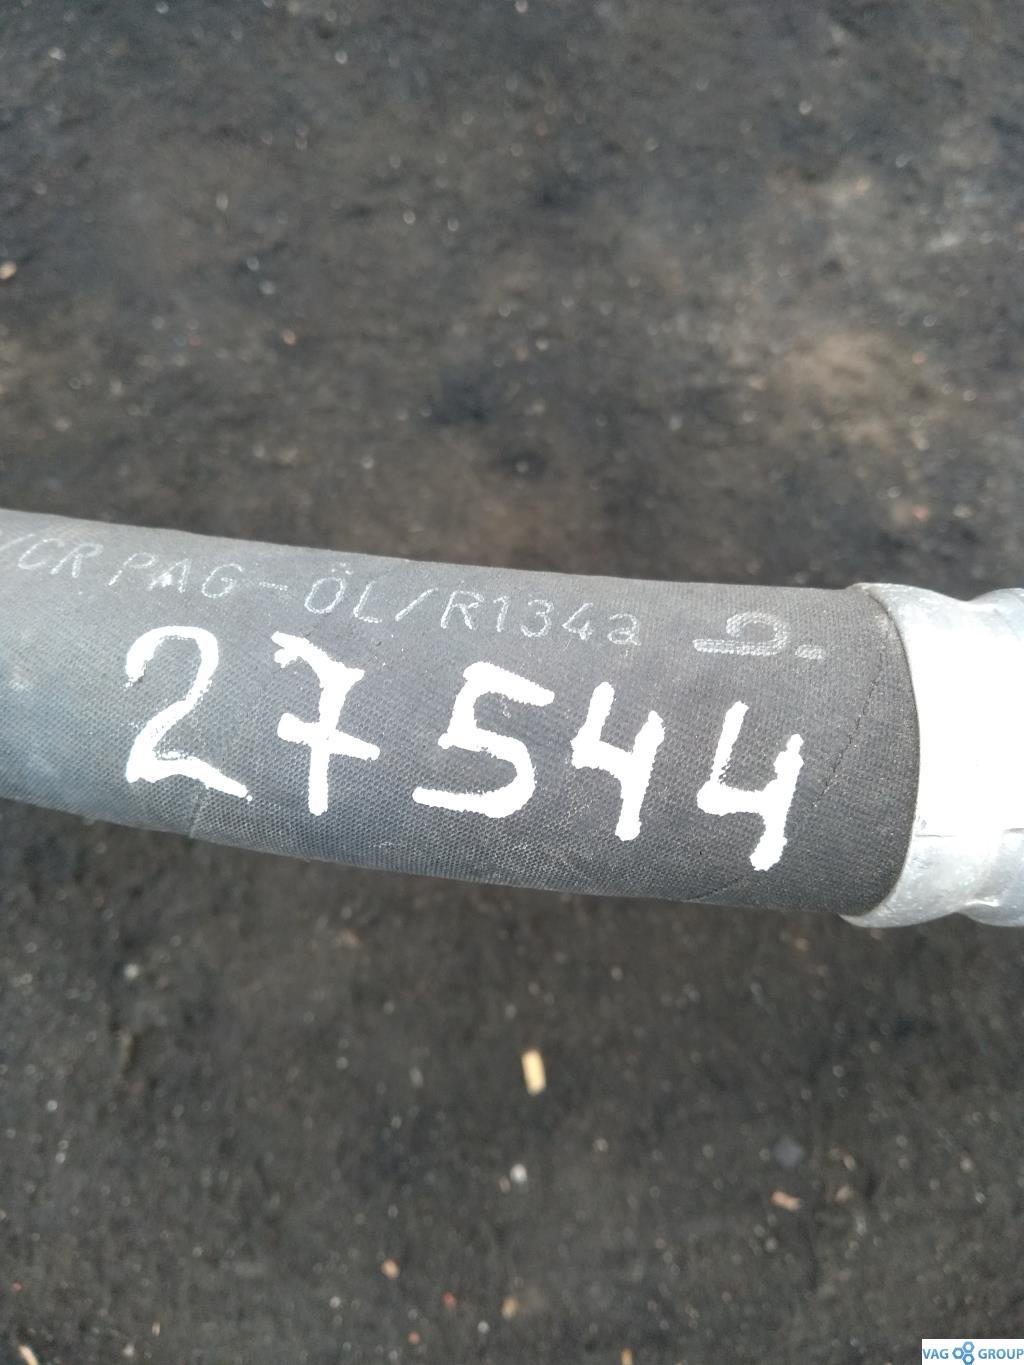 /CR PAG-ÖL/R134a
27544
VAG GROUP